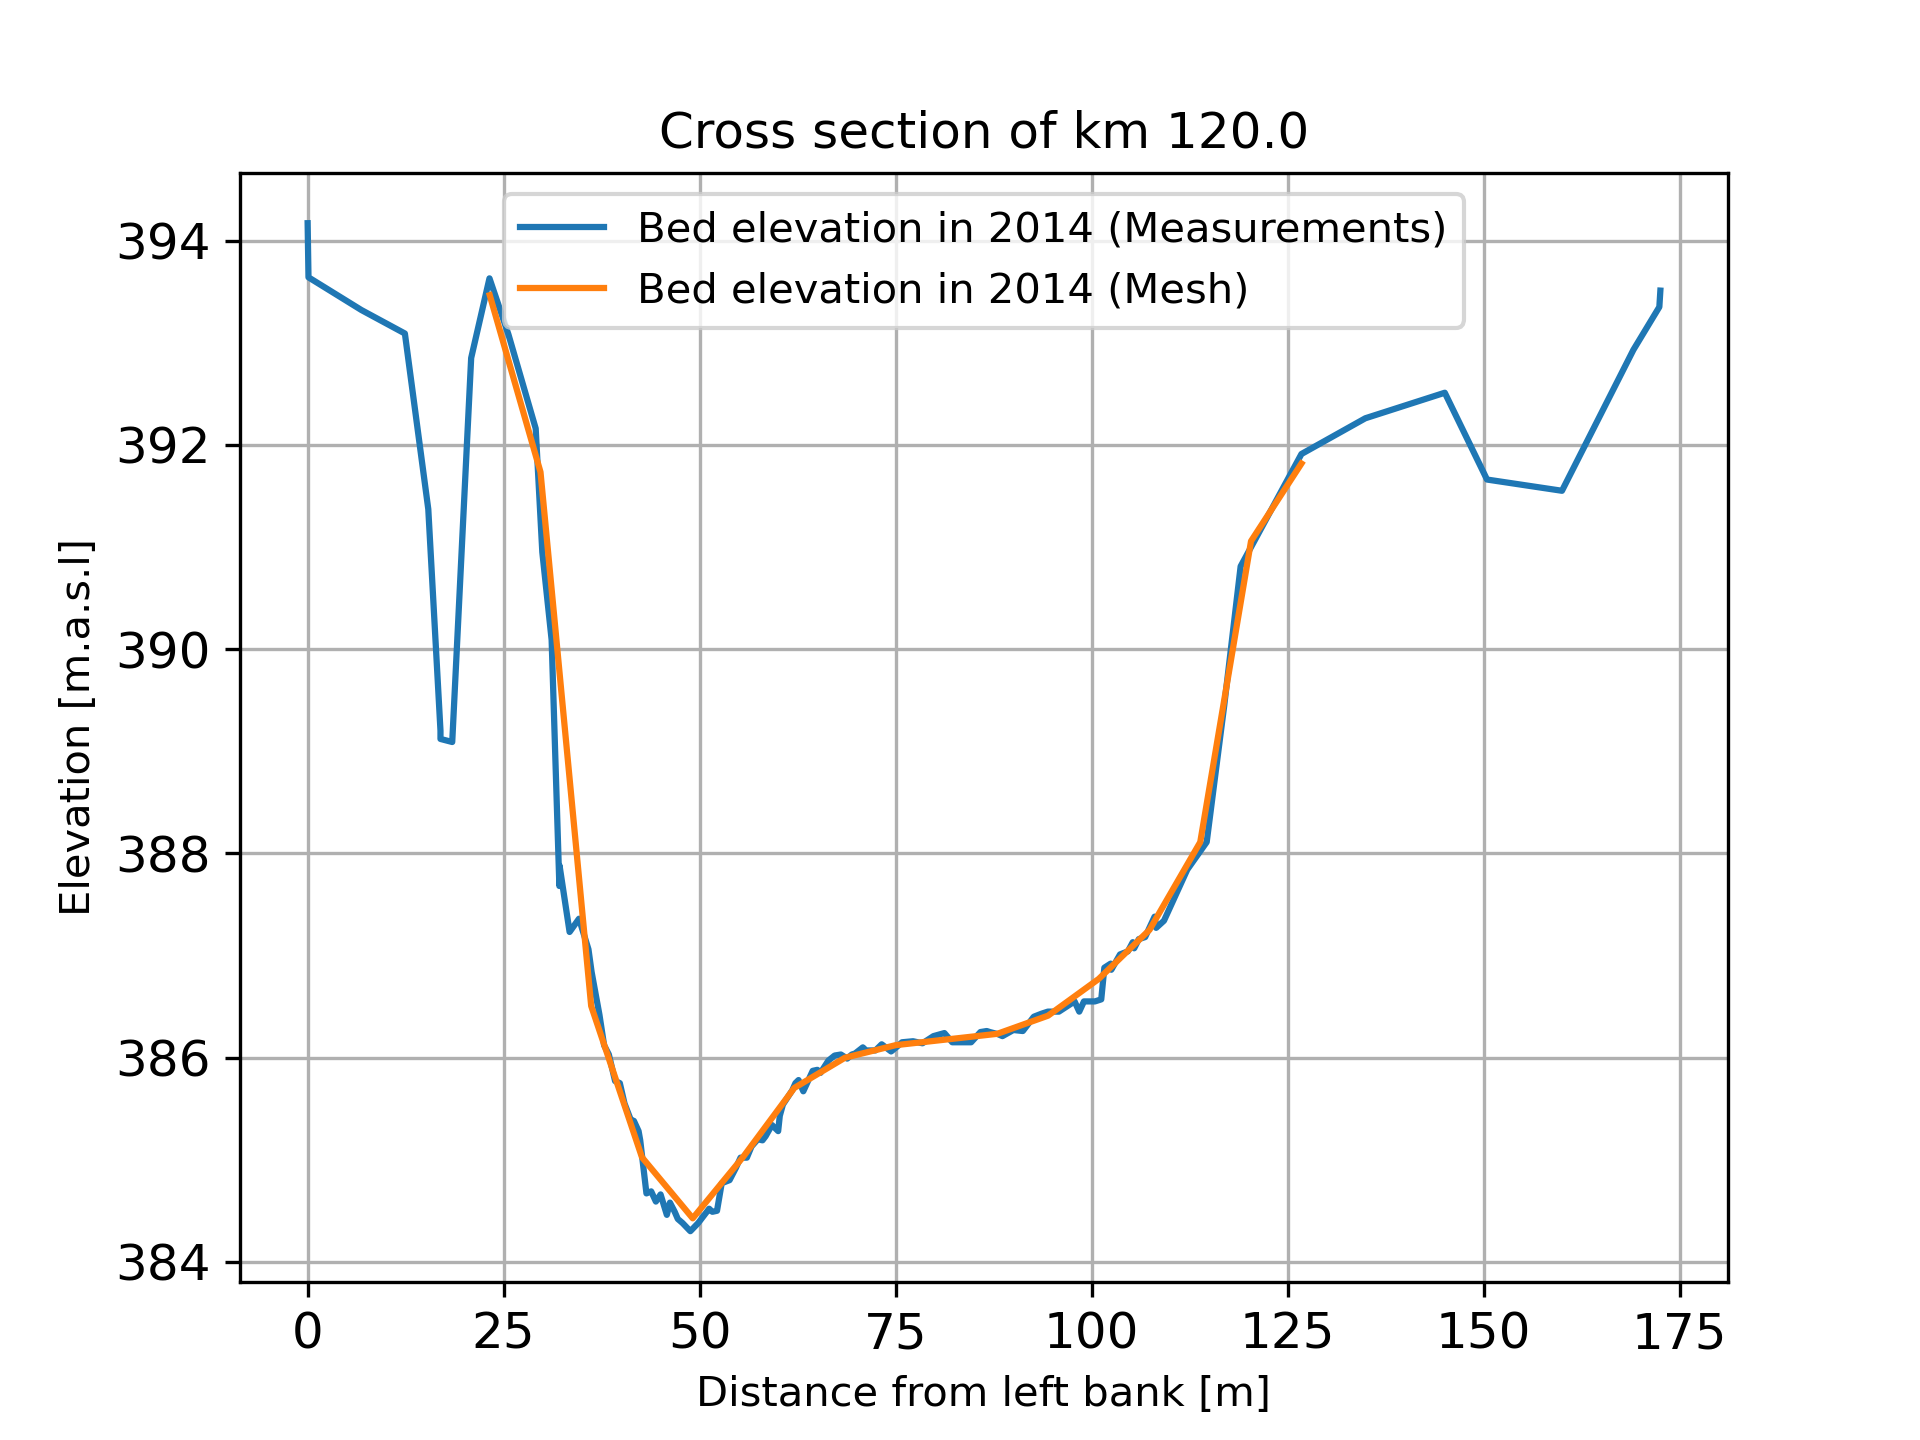 Cross section of km 120.0
Bed elevation in 2014 (Measurements)
Bed elevation in 2014 (Mesh)
Elevation [m.a.s.l]
394
392
390
388
386
384
0 25 50 75 100 125 150 175
Distance from left bank [m]